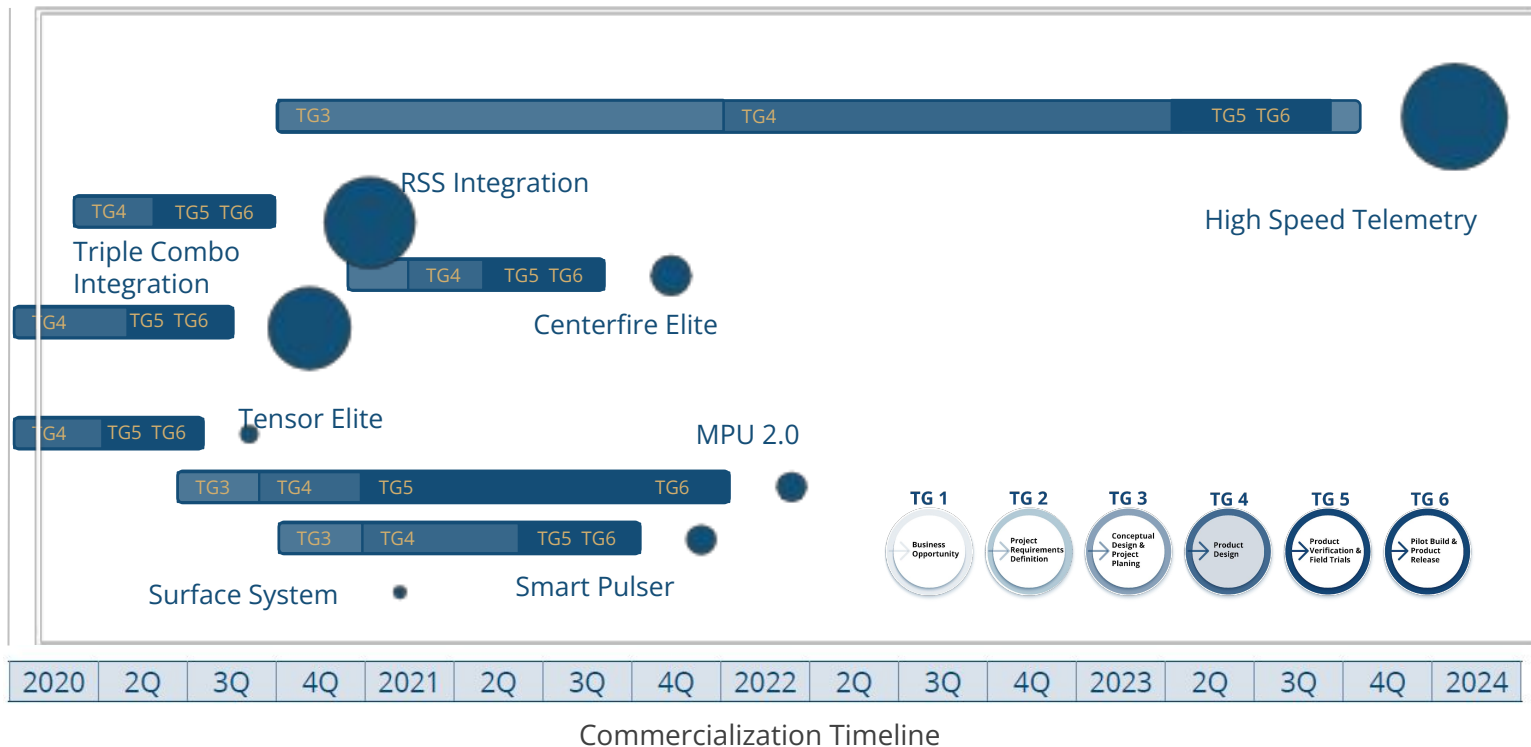 TG3
TG4
TG5 TG6
RSS Integration
TG4
TG5 TG6
High Speed Telemetry
Triple Combo
Integration
TG4
TG5 TG6
Centerfire Elite
TG4
TG5 TG6
Tensor Elite
TG4
TG5 TG6
MPU 2.0
TG3
TG4
TG5
TG6
TG3
TG4
TG5 TG6
Surface System
Smart Pulser
TG 1
TG 2
TG 3
TG 4
TG 5
TG 6
Business
Opportunity
Project
Requirements
Definition
Conceptual
Design &
Project
Planing
Product
Design
Product
Verification &
Field Trials
Pilot Build &
Product
Release
2020 2Q 3Q 4Q 2021 2Q 3Q 4Q 2022 2Q 3Q 4Q 2023 2Q 3Q 4Q 2024
Commercialization Timeline